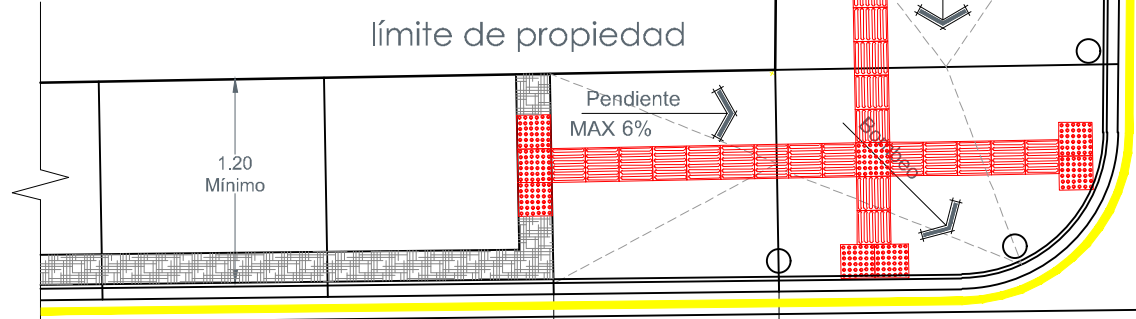 límite de propiedad
Pendiente
MAX 6%
Bombeo
1.20
Mínimo